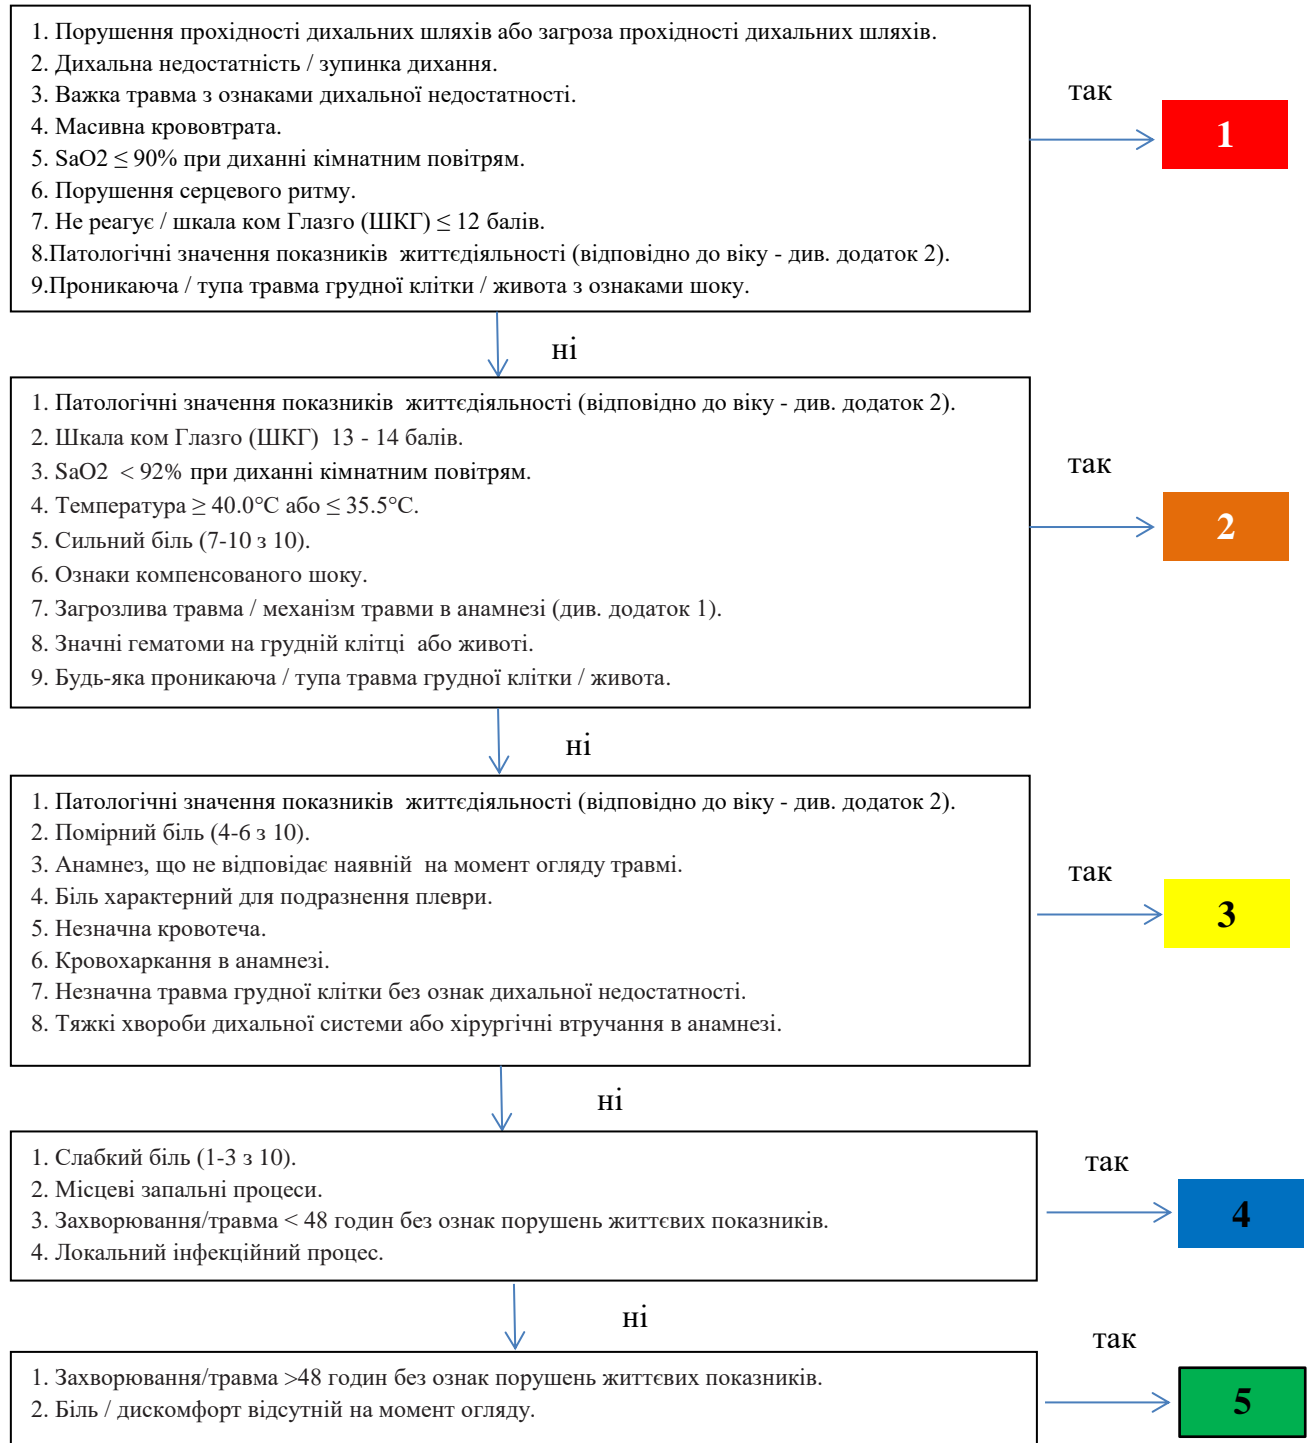 1. Порушення прохідності дихальних шляхів або загроза прохідності дихальних шляхів.
2. Дихальна недостатність / зупинка дихання.
3. Важка травма з ознаками дихальної недостатності.
4. Масивна крововтрата.
5. SaO2 ≤ 90% при диханні кімнатним повітрям.
6. Порушення серцевого ритму.
7. Не реагує / шкала ком Глазго (ШКГ) ≤ 12 балів.
8.Патологічні значення показників життєдіяльності (відповідно до віку - див. додаток 2).
9.Проникаюча / тупа травма грудної клітки / живота з ознаками шоку.
так
1
ні
1. Патологічні значення показників життєдіяльності (відповідно до віку - див. додаток 2).
2. Шкала ком Глазго (ШКГ) 13 - 14 балів.
3. SaO2 < 92% при диханні кімнатним повітрям.
4. Температура ≥ 40.0°C або ≤ 35.5°C.
5. Сильний біль (7-10 з 10).
6. Ознаки компенсованого шоку.
7. Загрозлива травма / механізм травми в анамнезі (див. додаток 1).
8. Значні гематоми на грудній клітці або животі.
9. Будь-яка проникаюча / тупа травма грудної клітки / живота.
так
2
ні
1. Патологічні значення показників життєдіяльності (відповідно до віку - див. додаток 2).
2. Помірний біль (4-6 з 10).
3. Анамнез, що не відповідає наявній на момент огляду травмі.
4. Біль характерний для подразнення плеври.
5. Незначна кровотеча.
6. Кровохаркання в анамнезі.
7. Незначна травма грудної клітки без ознак дихальної недостатності.
8. Тяжкі хвороби дихальної системи або хірургічні втручання в анамнезі.
так
3
ні
1. Слабкий біль (1-3 з 10).
2. Місцеві запальні процеси.
3. Захворювання/травма < 48 годин без ознак порушень життєвих показників.
4. Локальний інфекційний процес.
так
4
ні
1. Захворювання/травма >48 годин без ознак порушень життєвих показників.
2. Біль / дискомфорт відсутній на момент огляду.
так
5